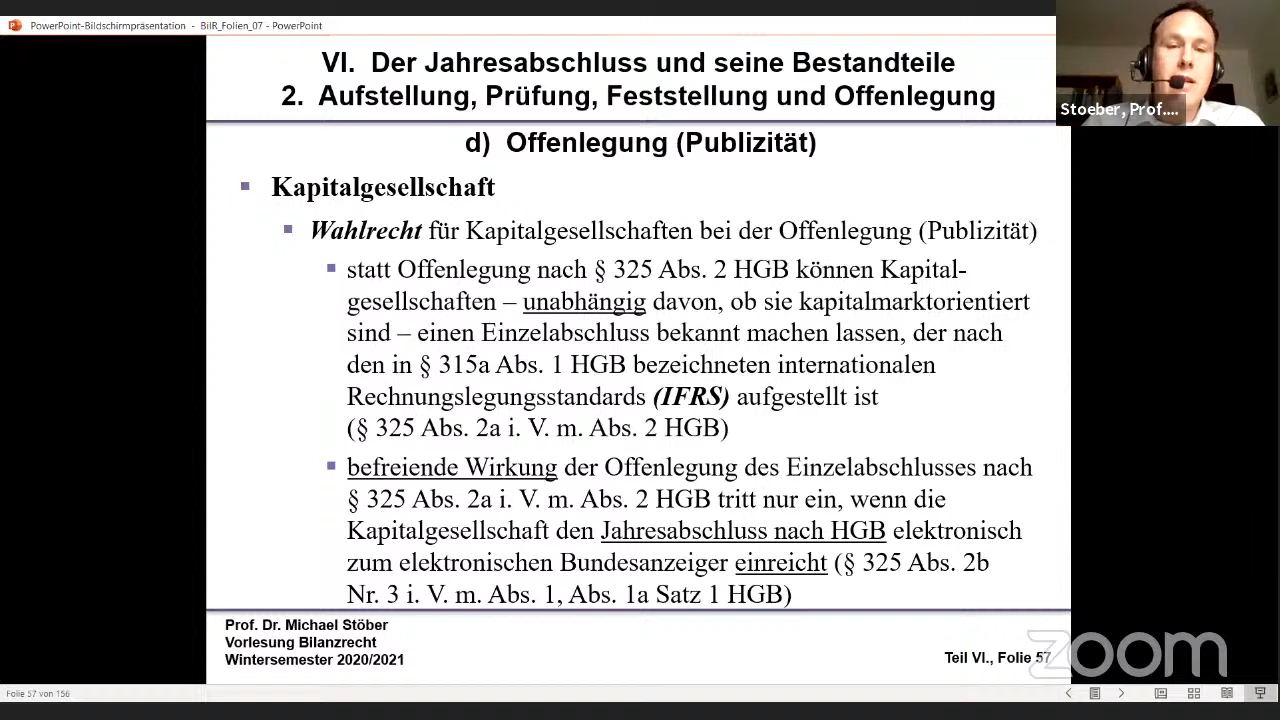 PowerPoint-Bildschirmpräsentation - BilR_Folien_07 - PowerPoint
Stoeber, Prof....
VI. Der Jahresabschluss und seine Bestandteile
2. Aufstellung, Prüfung, Feststellung und Offenlegung
d) Offenlegung (Publizität)
Kapitalgesellschaft
Wahlrecht für Kapitalgesellschaften bei der Offenlegung (Publizität)
statt Offenlegung nach § 325 Abs. 2 HGB können Kapital-
gesellschaften – unabhängig davon, ob sie kapitalmarktorientiert
sind – einen Einzelabschluss bekannt machen lassen, der nach
den in § 315a Abs. 1 HGB bezeichneten internationalen
Rechnungslegungsstandards (IFRS) aufgestellt ist
(§ 325 Abs. 2a i. V. m. Abs. 2 HGB)
befreiende Wirkung der Offenlegung des Einzelabschlusses nach
§ 325 Abs. 2a i. V. m. Abs. 2 HGB tritt nur ein, wenn die
Kapitalgesellschaft den Jahresabschluss nach HGB elektronisch
zum elektronischen Bundesanzeiger einreicht (§ 325 Abs. 2b
Nr. 3 i. V. m. Abs. 1, Abs. 1a Satz 1 HGB)
Prof. Dr. Michael Stöber
Vorlesung Bilanzrecht
Wintersemester 2020/2021
Teil VI., Folie 57
zoom
Folie 57 von 156